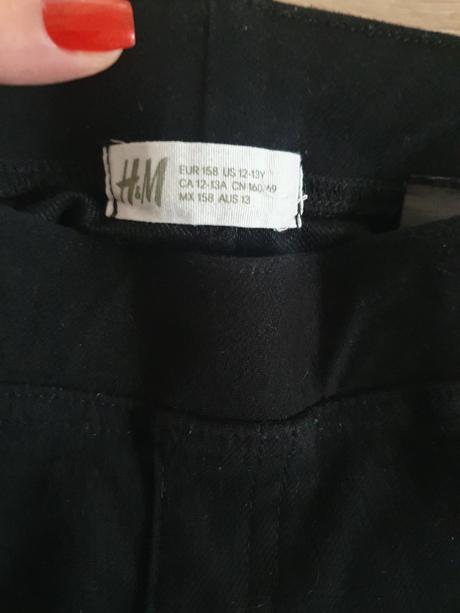 H&M
EUR 158 US 12-13Y
CA 12-13A CN 160/69
MX 158 AUS 13